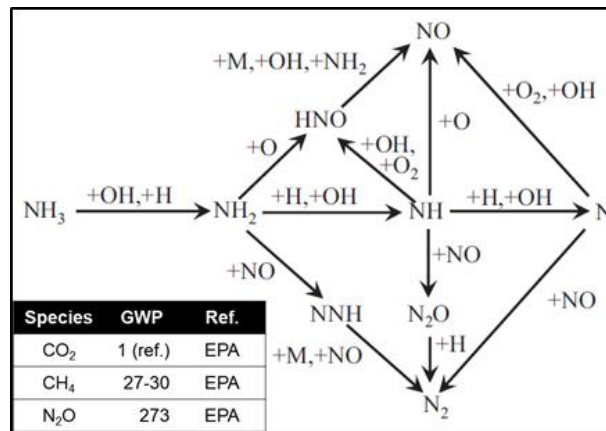 NO
+M,+OH,+NH₂
+O₂,+OH
HNO
+OH,
+O₂
+O
+O
NH₃
+OH,+H
NH₂
+H,+OH
NH
+H,+OH
N
+NO
+NO
+NO
NNH
N₂O
+M,+NO
+H
N₂
Species GWP Ref.
CO₂ 1 (ref.) EPA
CH₄ 27-30 EPA
N₂O 273 EPA